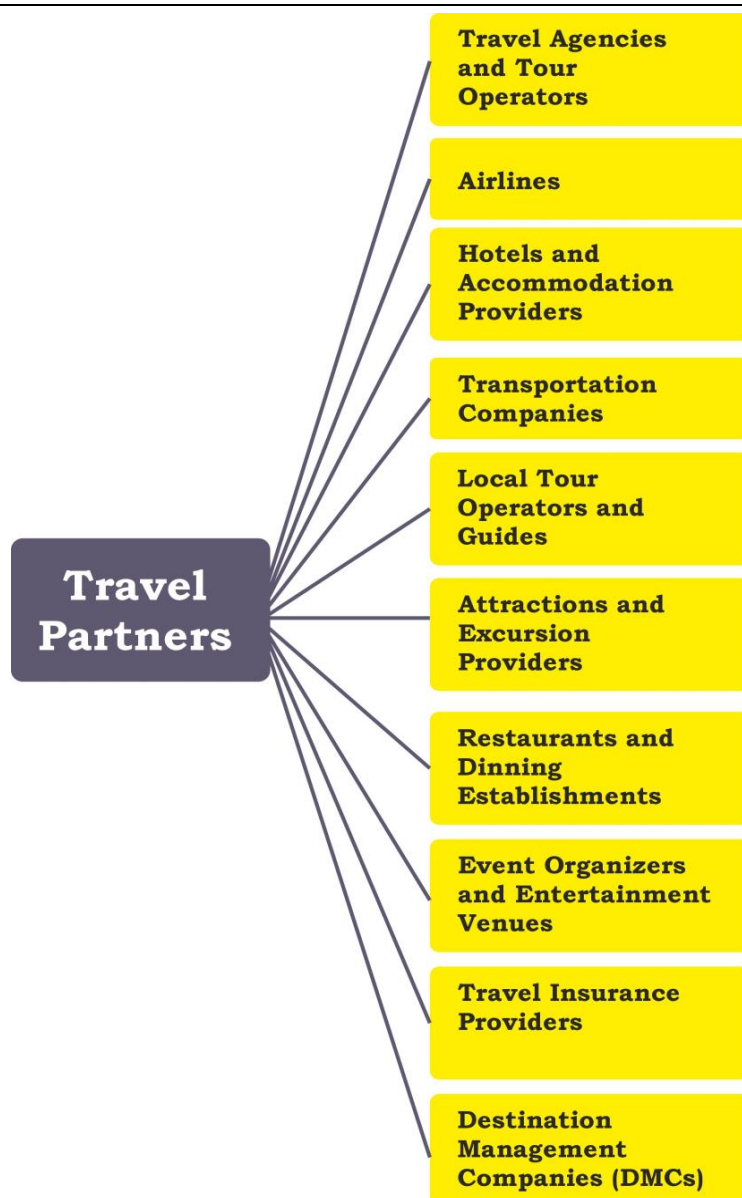 Travel
Partners
Travel Agencies
and Tour
Operators
Airlines
Hotels and
Accommodation
Providers
Transportation
Companies
Local Tour
Operators and
Guides
Attractions and
Excursion
Providers
Restaurants and
Dinning
Establishments
Event Organizers
and Entertainment
Venues
Travel Insurance
Providers
Destination
Management
Companies (DMCs)